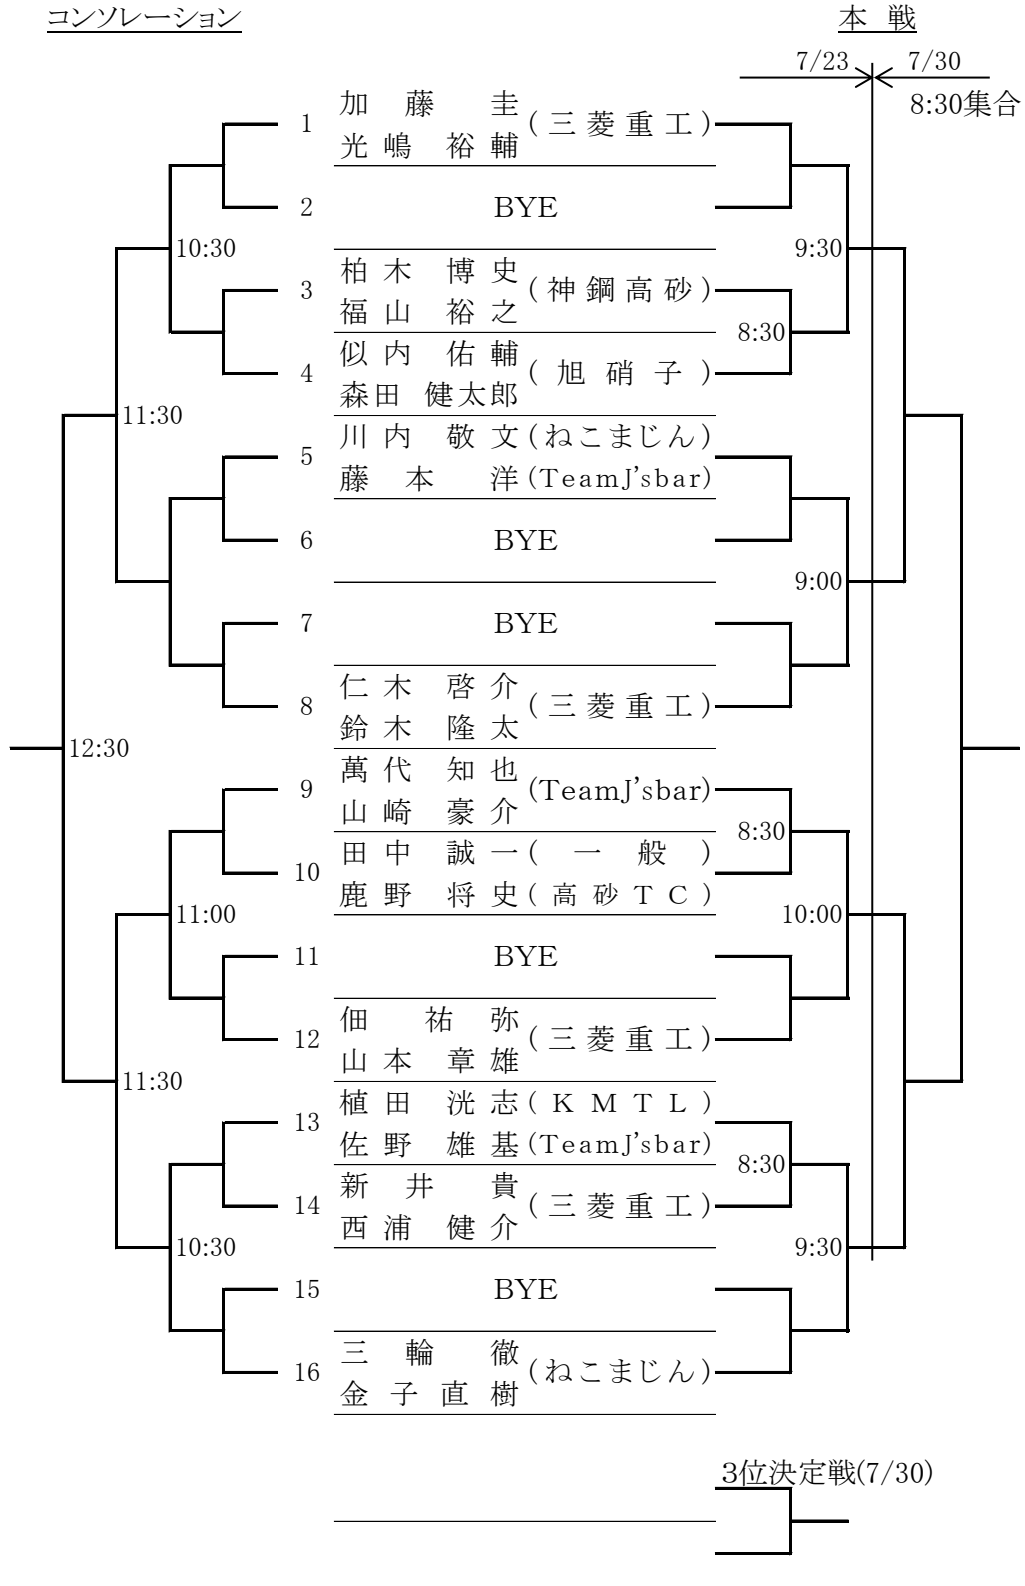 コンソレーション 本 戦
7/23 7/30
8:30集合
1 加藤 圭 (三菱重工)
光嶋 裕輔
2 BYE
10:30 9:30
3 柏木 博史 (神鋼高砂)
福山 裕之
8:30
4 似内 佑輔 (旭硝子)
森田 健太郎
11:30
5 川内 敬文 (ねこまじん)
藤本 洋 (TeamJ'sbar)
6 BYE
9:00
7 BYE
8 仁木 啓介 (三菱重工)
鈴木 隆太
12:30
9 萬代 知也 (TeamJ'sbar)
山崎 豪介
8:30
10 田中 誠一 (一般)
鹿野 将史 (高砂TC)
11:00 10:00
11 BYE
12 佃 祐弥 (三菱重工)
山本 章雄
11:30
13 植田 洸志 (KMTL)
佐野 雄基 (TeamJ'sbar)
8:30
14 新井 貴 (三菱重工)
西浦 健介
10:30 9:30
15 BYE
16 三輪 徹 (ねこまじん)
金子直樹
3位決定戦(7/30)